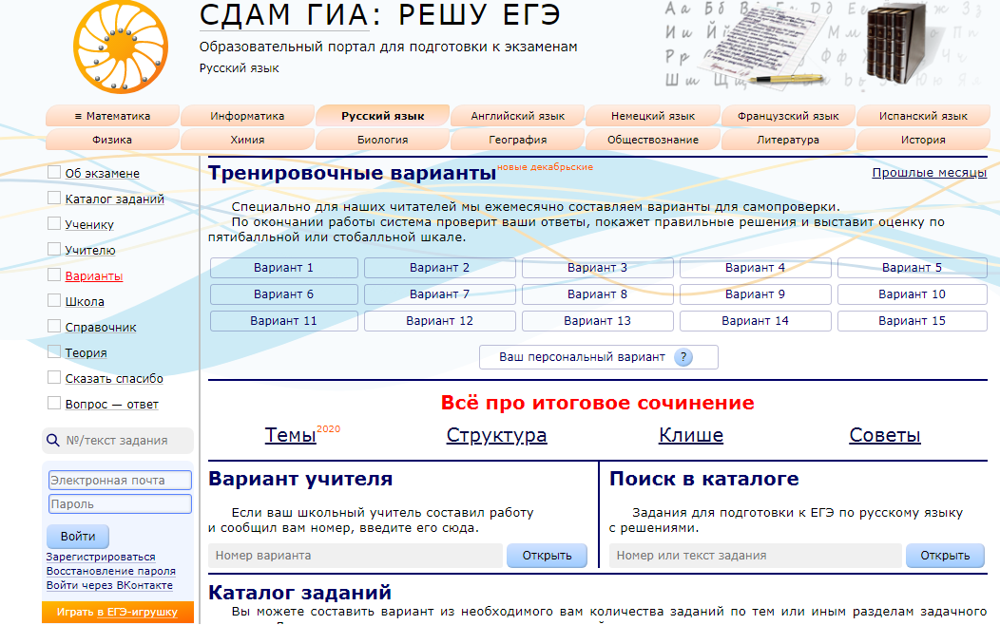 СДАМ ГИА: РЕШУ ЕГЭ
Образовательный портал для подготовки к экзаменам
Русский язык
≡ Математика
Информатика
Русский язык
Английский язык
Немецкий язык
Французский язык
Испанский язык
Физика
Химия
Биология
География
Обществознание
Литература
История
Об экзамене
Каталог заданий
Ученику
Учителю
Варианты
Школа
Справочник
Теория
Сказать спасибо
Вопрос — ответ
№/текст задания
Электронная почта
Пароль
Войти
Зарегистрироваться
Восстановление пароля
Войти через ВКонтакте
Играть в ЕГЭ-игрушку
Тренировочные варианты новые декабрьские
Прошлые месяцы
Специально для наших читателей мы ежемесячно составляем варианты для самопроверки.
По окончании работы система проверит ваши ответы, покажет правильные решения и выставит оценку по
пятибалльной или стобалльной шкале.
Вариант 1
Вариант 2
Вариант 3
Вариант 4
Вариант 5
Вариант 6
Вариант 7
Вариант 8
Вариант 9
Вариант 10
Вариант 11
Вариант 12
Вариант 13
Вариант 14
Вариант 15
Ваш персональный вариант ?
Всё про итоговое сочинение
Темы 2020
Структура
Клише
Советы
Вариант учителя
Если ваш школьный учитель составил работу
и сообщил вам номер, введите его сюда.
Номер варианта
Открыть
Поиск в каталоге
Задания для подготовки к ЕГЭ по русскому языку
с решениями.
Номер или текст задания
Открыть
Каталог заданий
Вы можете составить вариант из необходимого вам количества заданий по тем или иным разделам задачного